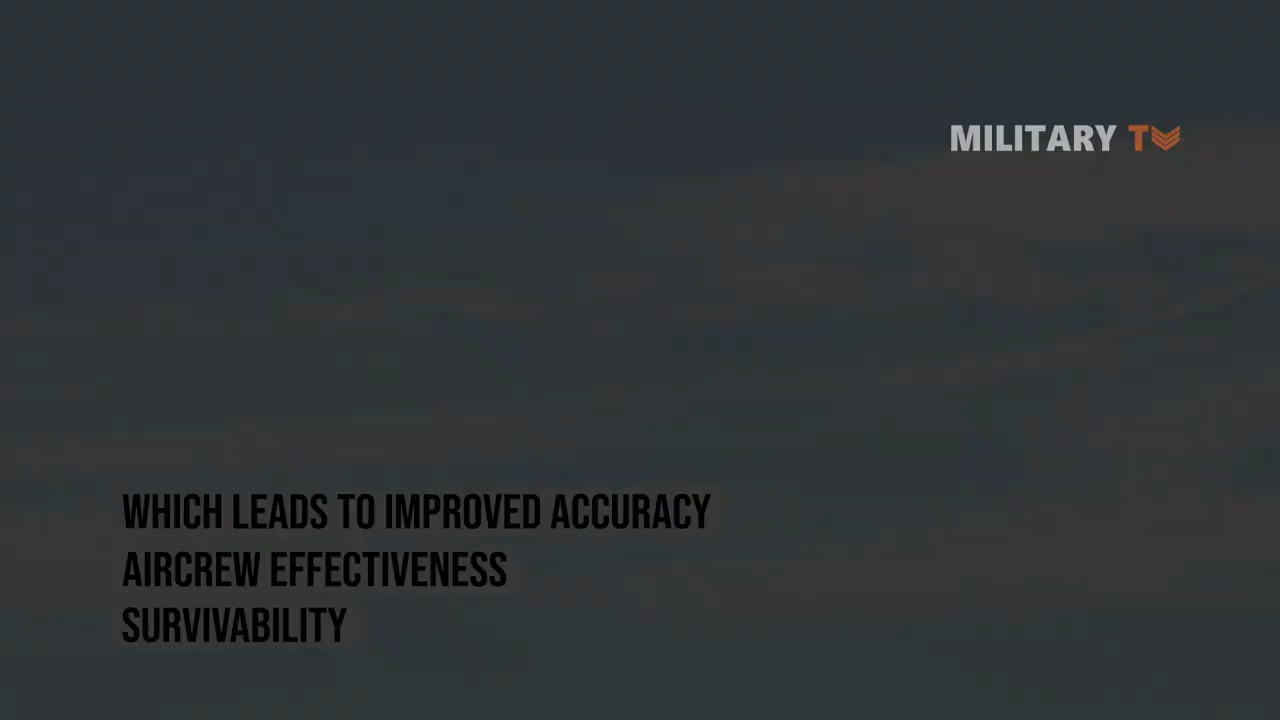 MILITARY TV
WHICH LEADS TO IMPROVED ACCURACY
AIRCREW EFFECTIVENESS
SURVIVABILITY